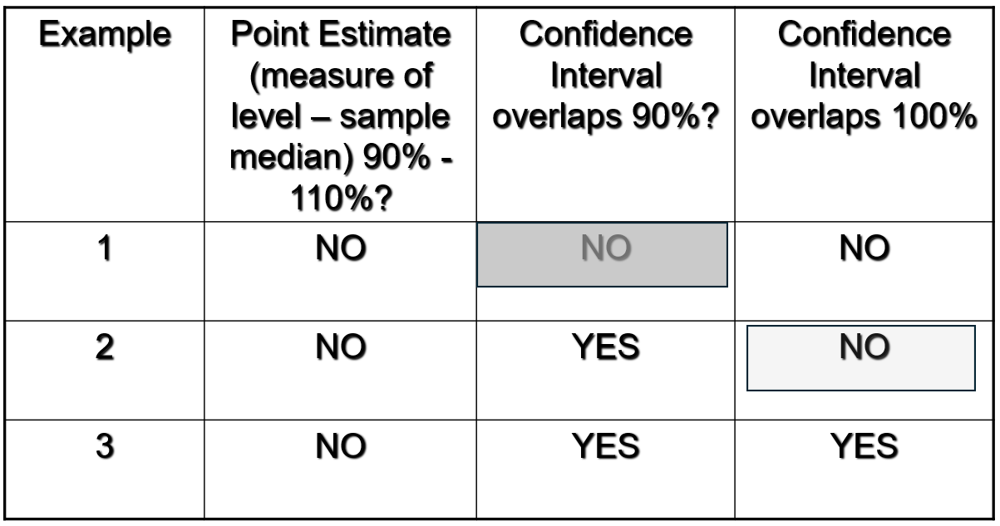 Example
Point Estimate
(measure of
level – sample
median) 90% -
110%?
Confidence
Interval
overlaps 90%?
Confidence
Interval
overlaps 100%
1
NO
NO
NO
2
NO
YES
NO
3
NO
YES
YES